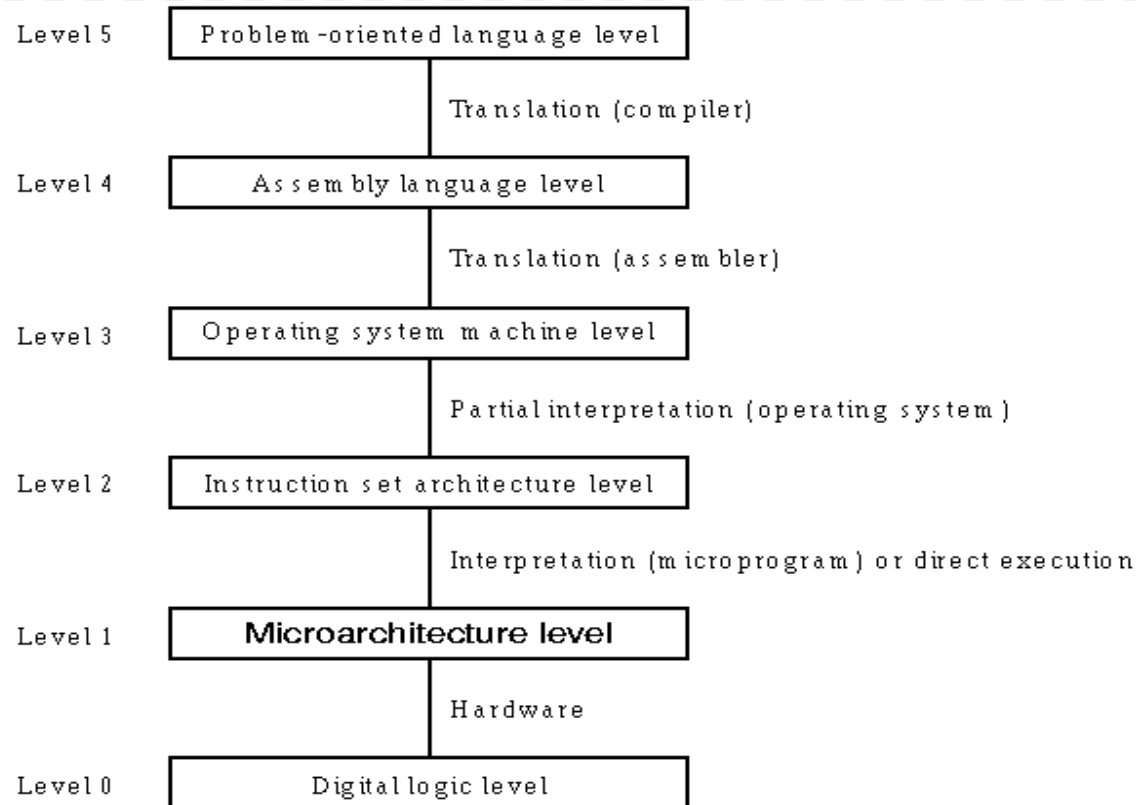 Level 5 Problem-oriented language level
Translation (compiler)
Level 4 Assembly language level
Translation (assembler)
Level 3 Operating system machine level
Partial interpretation (operating system)
Level 2 Instruction set architecture level
Interpretation (microprogram) or direct execution
Level 1 Microarchitecture level
Hardware
Level 0 Digital logic level